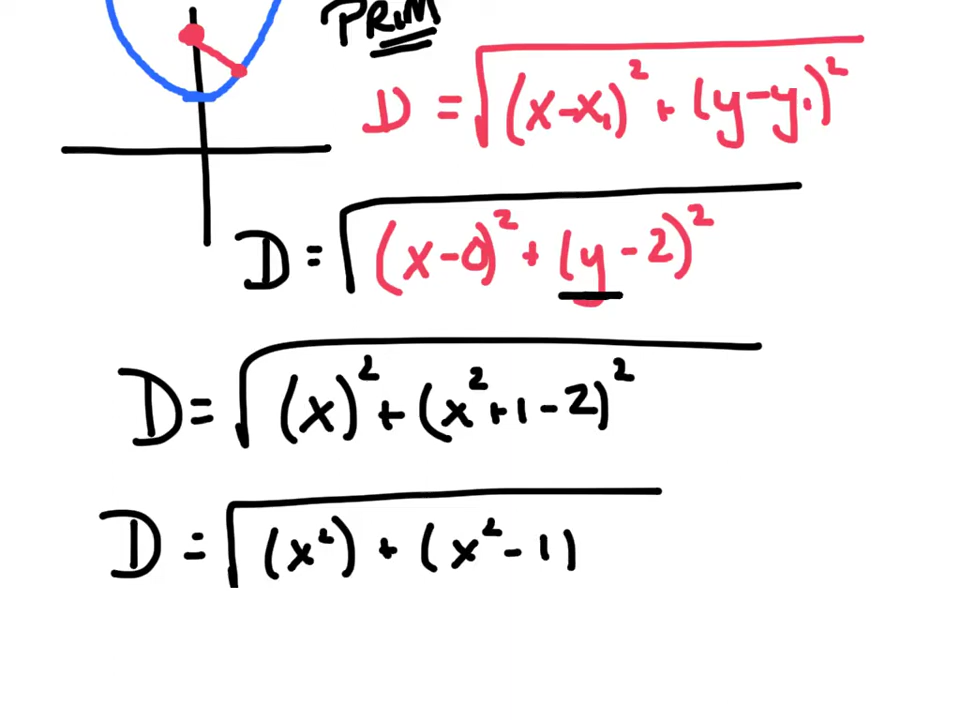 PRIM
D = √(x-x₁)² + (y-y₁)²
D = √(x-0)² + (y-2)²
D = √(x)² + (x²+1-2)²
D = √(x²) + (x²-1)